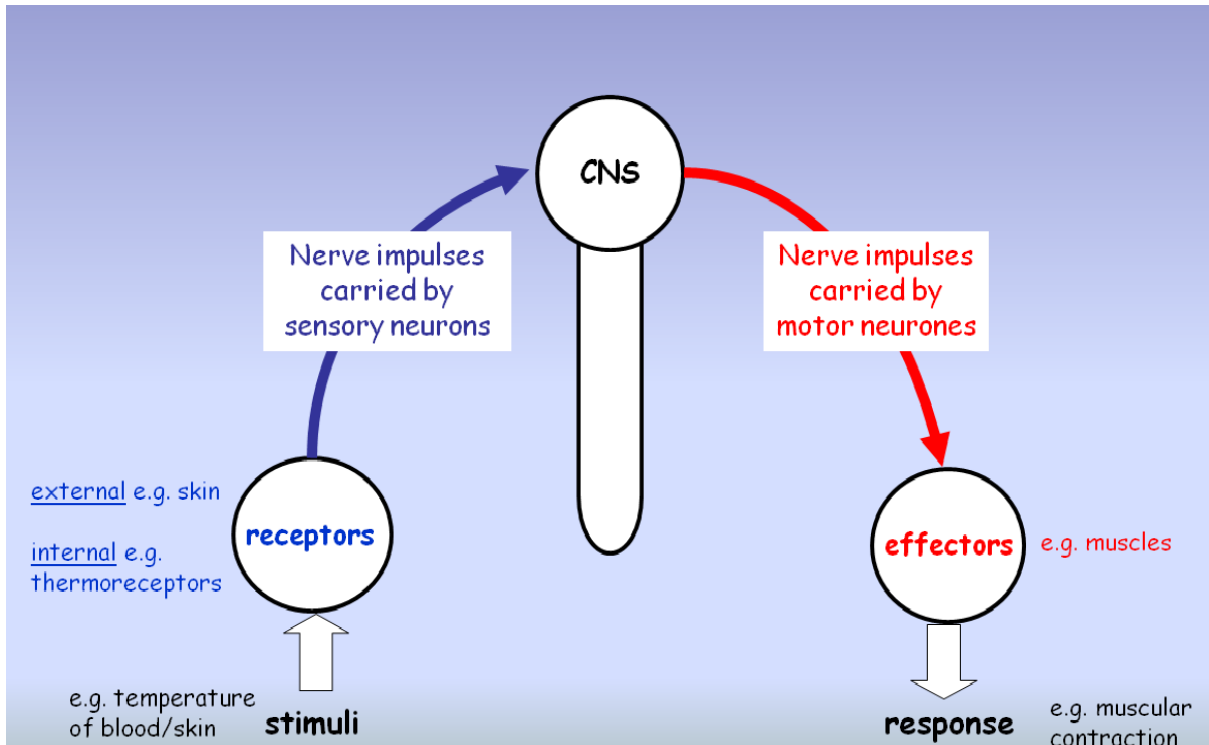 CNS
Nerve impulses
carried by
sensory neurons
Nerve impulses
carried by
motor neurones
external e.g. skin
internal e.g.
thermoreceptors
receptors
effectors
e.g. muscles
e.g. temperature
of blood/skin
stimuli
response
e.g. muscular
contraction